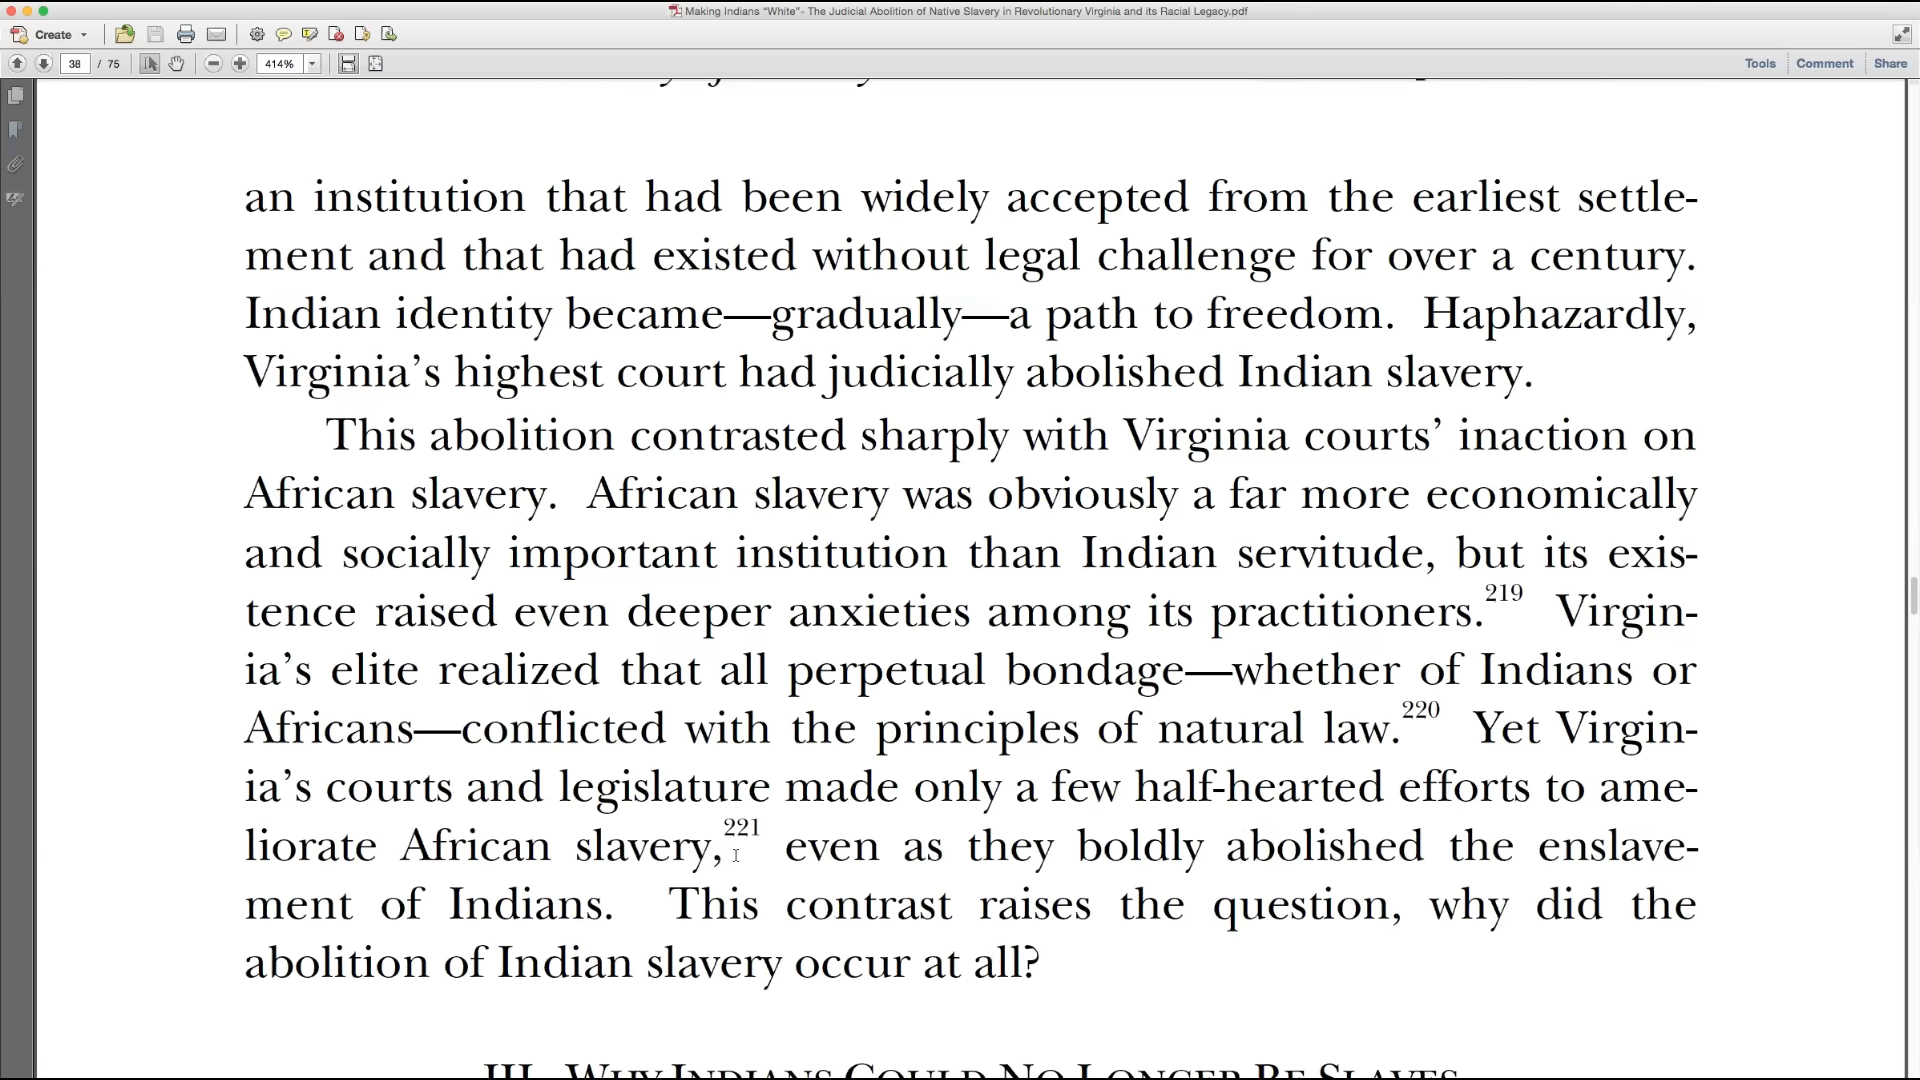 Making Indians "White"- The Judicial Abolition of Native Slavery in Revolutionary Virginia and its Racial Legacy.pdf
Create
38 / 75 414% Tools Comment Share
an institution that had been widely accepted from the earliest settle-
ment and that had existed without legal challenge for over a century.
Indian identity became—gradually—a path to freedom. Haphazardly,
Virginia’s highest court had judicially abolished Indian slavery.
This abolition contrasted sharply with Virginia courts’ inaction on
African slavery. African slavery was obviously a far more economically
and socially important institution than Indian servitude, but its exis-
tence raised even deeper anxieties among its practitioners.219 Virgin-
ia’s elite realized that all perpetual bondage—whether of Indians or
Africans—conflicted with the principles of natural law.220 Yet Virgin-
ia’s courts and legislature made only a few half-hearted efforts to ame-
liorate African slavery,221 even as they boldly abolished the enslave-
ment of Indians. This contrast raises the question, why did the
abolition of Indian slavery occur at all?
III. WHY INDIANS COULD NO LONGER BE SLAVES